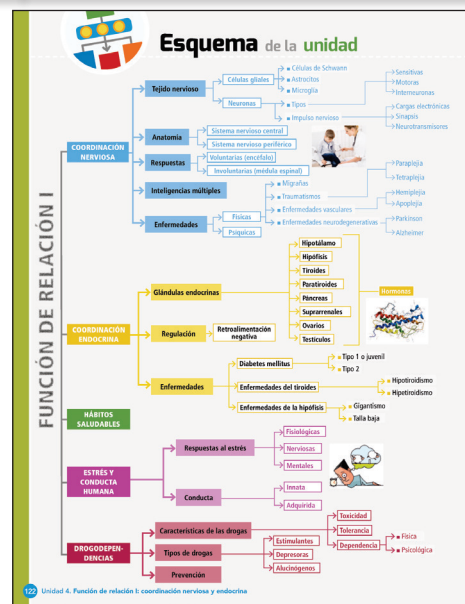 Esquema de la unidad
FUNCIÓN DE RELACIÓN I
COORDINACIÓN
NERVIOSA
Tejido nervioso
Células gliales
Células de Schwann
Astrocitos
Microglia
Neuronas
Tipos
Sensitivas
Motoras
Interneuronas
Impulso nervioso
Cargas electrónicas
Sinapsis
Neurotransmisores
Anatomía
Sistema nervioso central
Sistema nervioso periférico
Respuestas
Voluntarias (encéfalo)
Involuntarias (médula espinal)
Inteligencias múltiples
Enfermedades
Físicas
Psíquicas
Migrañas
Traumatismos
Paraplejia
Tetraplejia
Enfermedades vasculares
Hemiplejia
Apoplejia
Enfermedades neurodegenerativas
Parkinson
Alzheimer
COORDINACIÓN
ENDOCRINA
Glándulas endocrinas
Hipotálamo
Hipófisis
Tiroides
Paratiroides
Páncreas
Suprarrenales
Ovarios
Testículos
Hormonas
Regulación
Retroalimentación
negativa
Enfermedades
Diabetes mellitus
Tipo 1 o juvenil
Tipo 2
Enfermedades del tiroides
Hipotiroidismo
Hipetiroidismo
Enfermedades de la hipófisis
Gigantismo
Talla baja
HÁBITOS
SALUDABLES
ESTRÉS Y
CONDUCTA
HUMANA
Respuestas al estrés
Fisiológicas
Nerviosas
Mentales
Conducta
Innata
Adquirida
DROGODEPEN-
DENCIAS
Características de las drogas
Toxicidad
Tolerancia
Dependencia
Física
Psicológica
Tipos de drogas
Estimulantes
Depresoras
Alucinógenos
Prevención
122 Unidad 4. Función de relación I: coordinación nerviosa y endocrina